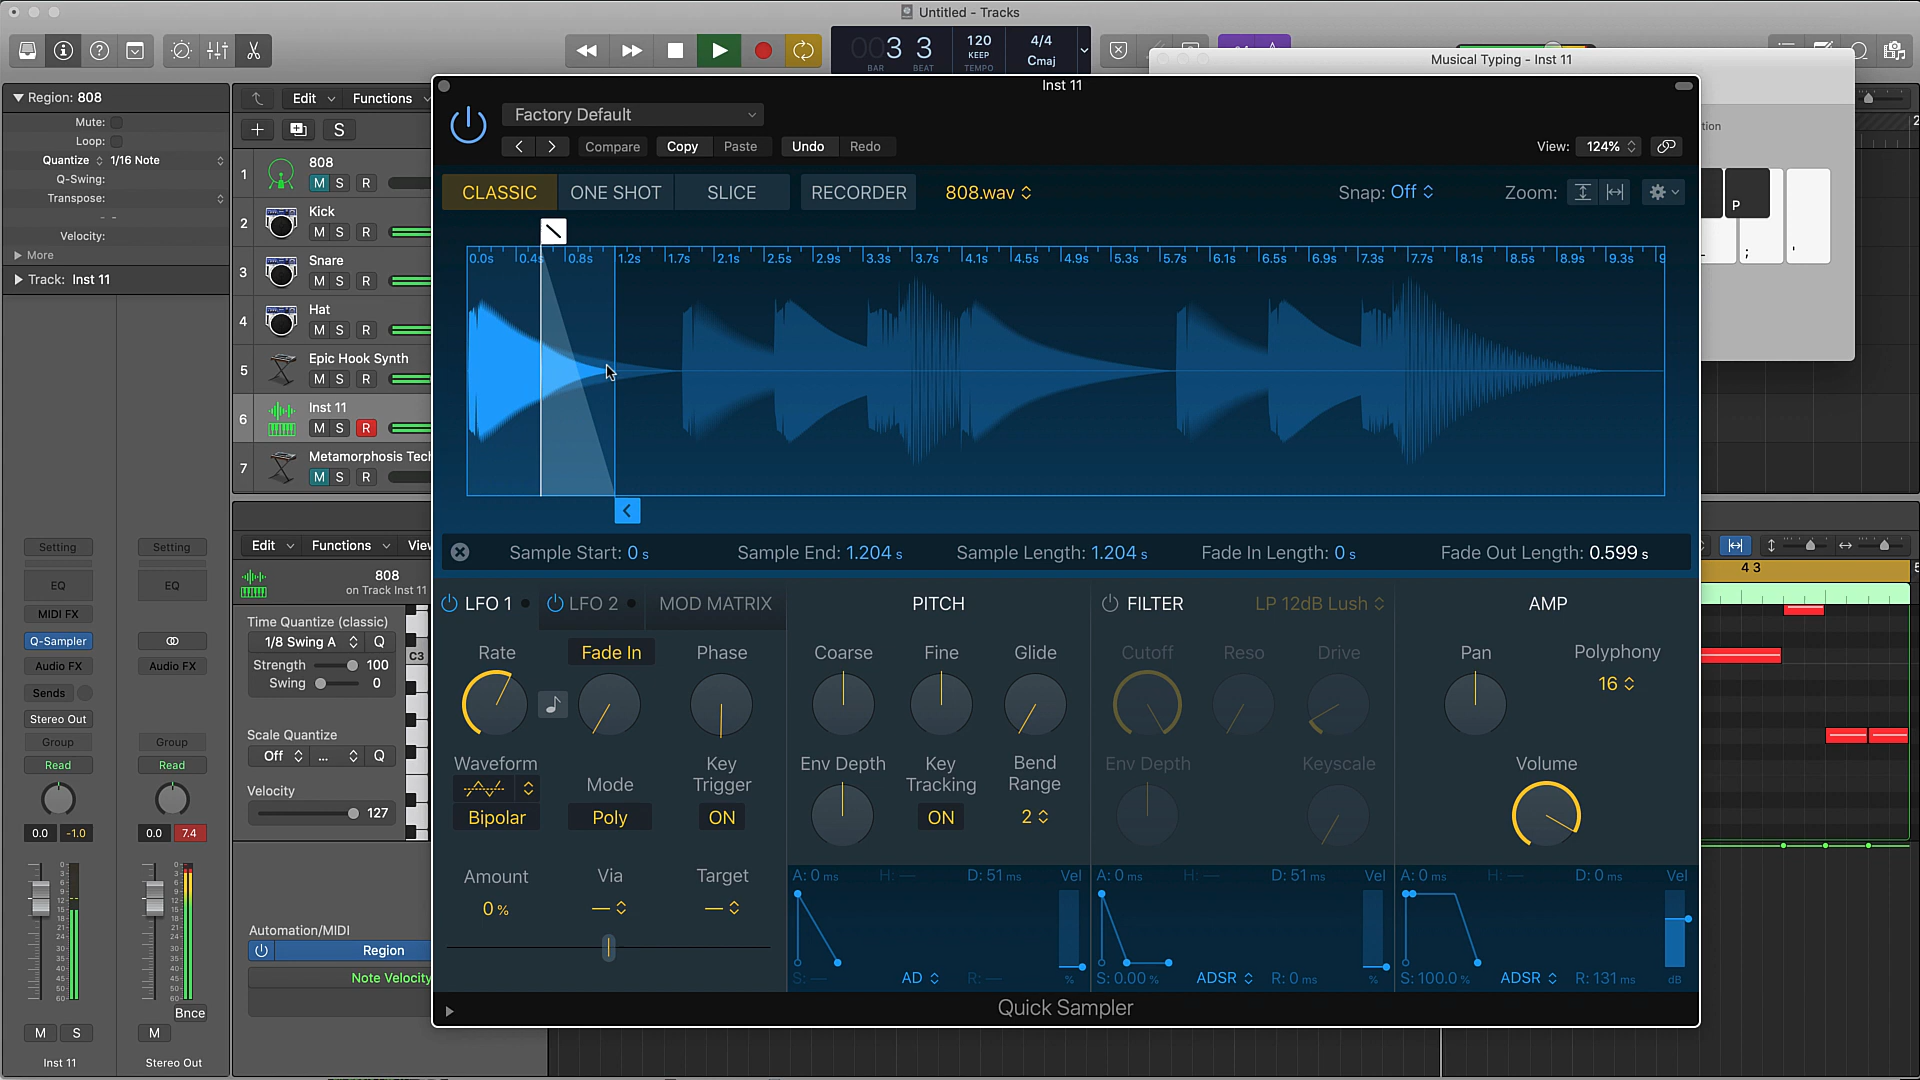 Untitled - Tracks
003 3
BAR BEAT
120
KEEP
TEMPO
4/4
Cmaj
Musical Typing - Inst 11
Region: 808
Mute:
Loop:
Quantize 1/16 Note
Q-Swing:
Transpose:
- -
Velocity:
More
Track: Inst 11
Edit Functions
S
1 808
M S R
2 Kick
M S R
3 Snare
M S R
4 Hat
M S R
5 Epic Hook Synth
M S R
6 Inst 11
M S R
7 Metamorphosis Tech
M S R
Inst 11
Factory Default
Compare Copy Paste Undo Redo
View: 124%
CLASSIC ONE SHOT SLICE RECORDER 808.wav
Snap: Off Zoom:
0.0s 0.4s 0.8s 1.2s 1.7s 2.1s 2.5s 2.9s 3.3s 3.7s 4.1s 4.5s 4.9s 5.3s 5.7s 6.1s 6.5s 6.9s 7.3s 7.7s 8.1s 8.5s 8.9s 9.3s 9
Sample Start: 0 s Sample End: 1.204 s Sample Length: 1.204 s Fade In Length: 0 s Fade Out Length: 0.599 s
LFO 1 LFO 2 MOD MATRIX
Rate Fade In Phase
Waveform Mode Key Trigger
Bipolar Poly ON
Amount Via Target
0 % — —
PITCH
Coarse Fine Glide
Env Depth Key Tracking Bend Range
ON 2
A: 0 ms H: — D: 51 ms Vel
S: — AD R: — %
FILTER LP 12dB Lush
Cutoff Reso Drive
Env Depth Keyscale
A: 0 ms H: — D: 51 ms Vel
S: 0.00 % ADSR R: 0 ms %
AMP
Pan Polyphony
16
Volume
A: 0 ms H: — D: 0 ms Vel
S: 100.0 % ADSR R: 131 ms dB
Quick Sampler
tion
P
; '
4 3
Edit Functions View
808
on Track Inst 11
Time Quantize (classic)
1/8 Swing A Q
Strength 100
Swing 0
Scale Quantize
Off ... Q
Velocity
127
C3
Automation/MIDI
Region
Note Velocity
Setting Setting
EQ EQ
MIDI FX
Q-Sampler
Audio FX Audio FX
Sends
Stereo Out
Group Group
Read Read
0.0 -1.0 0.0 7.4
Bnce
M S M
Inst 11 Stereo Out